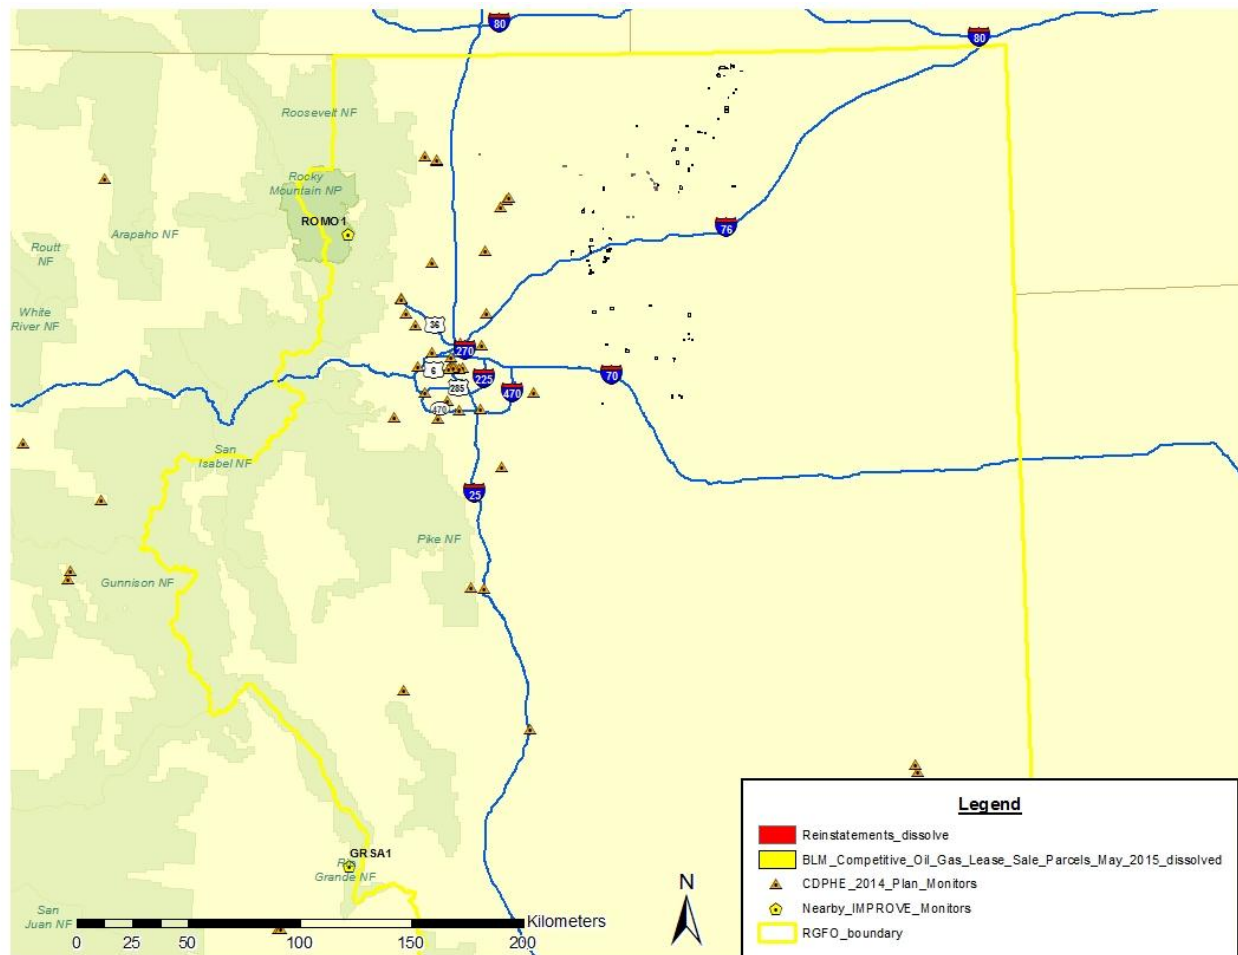 80
80
Roosevelt NF
Rocky
Mountain NP
ROMO1
Arapaho NF
Routt
NF
76
White
River NF
36
270
6
225
70
285
470
470
San
Isabel NF
25
Pike NF
Gunnison NF
GRSA1
Rio
Grande NF
San
Juan NF
Kilometers
0 25 50 100 150 200
N
Legend
Reinstatements_dissolve
BLM_Competitive_Oil_Gas_Lease_Sale_Parcels_May_2015_dissolved
CDPHE_2014_Plan_Monitors
Nearby_IMPROVE_Monitors
RGFO_boundary